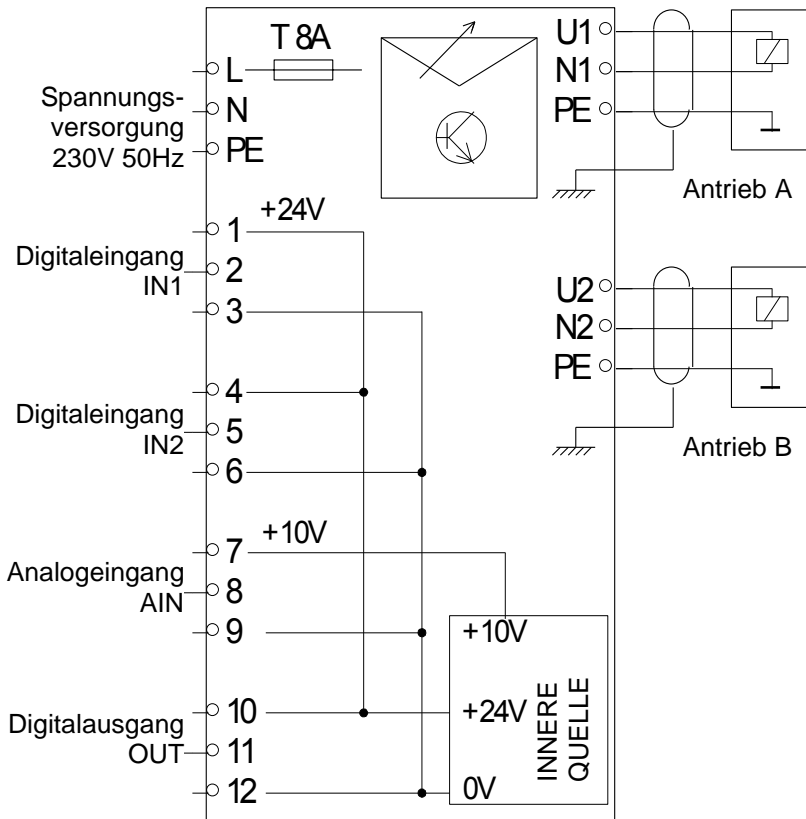 T 8A
L
N
PE
Spannungs-
versorgung
230V 50Hz
U1
N1
PE
Antrieb A
+24V
1
2
3
Digitaleingang
IN1
U2
N2
PE
Antrieb B
4
5
6
Digitaleingang
IN2
+10V
7
8
9
Analogeingang
AIN
10
11
12
Digitalausgang
OUT
+10V
+24V
0V
INNERE
QUELLE